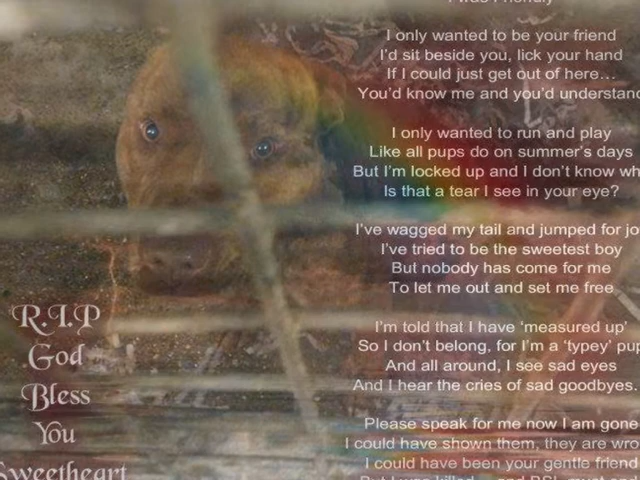 I only wanted to be your friend
I'd sit beside you, lick your hand
If I could just get out of here...
You'd know me and you'd understand
I only wanted to run and play
Like all pups do on summer's days
But I'm locked up and I don't know
Is that a tear I see in your eye?
I've wagged my tail and jumped for
I've tried to be the sweetest boy
But nobody has come for me
To let me out and set me free
I'm told that I have 'measured up'
So I don't belong, for I'm a 'typey' pup
And all around, I see sad eyes
And I hear the cries of sad goodbyes.
Please speak for me now I am gone
I could have shown them, they are
I could have been your gentle friend
R.I.P
God
Bless
You
Sweetheart